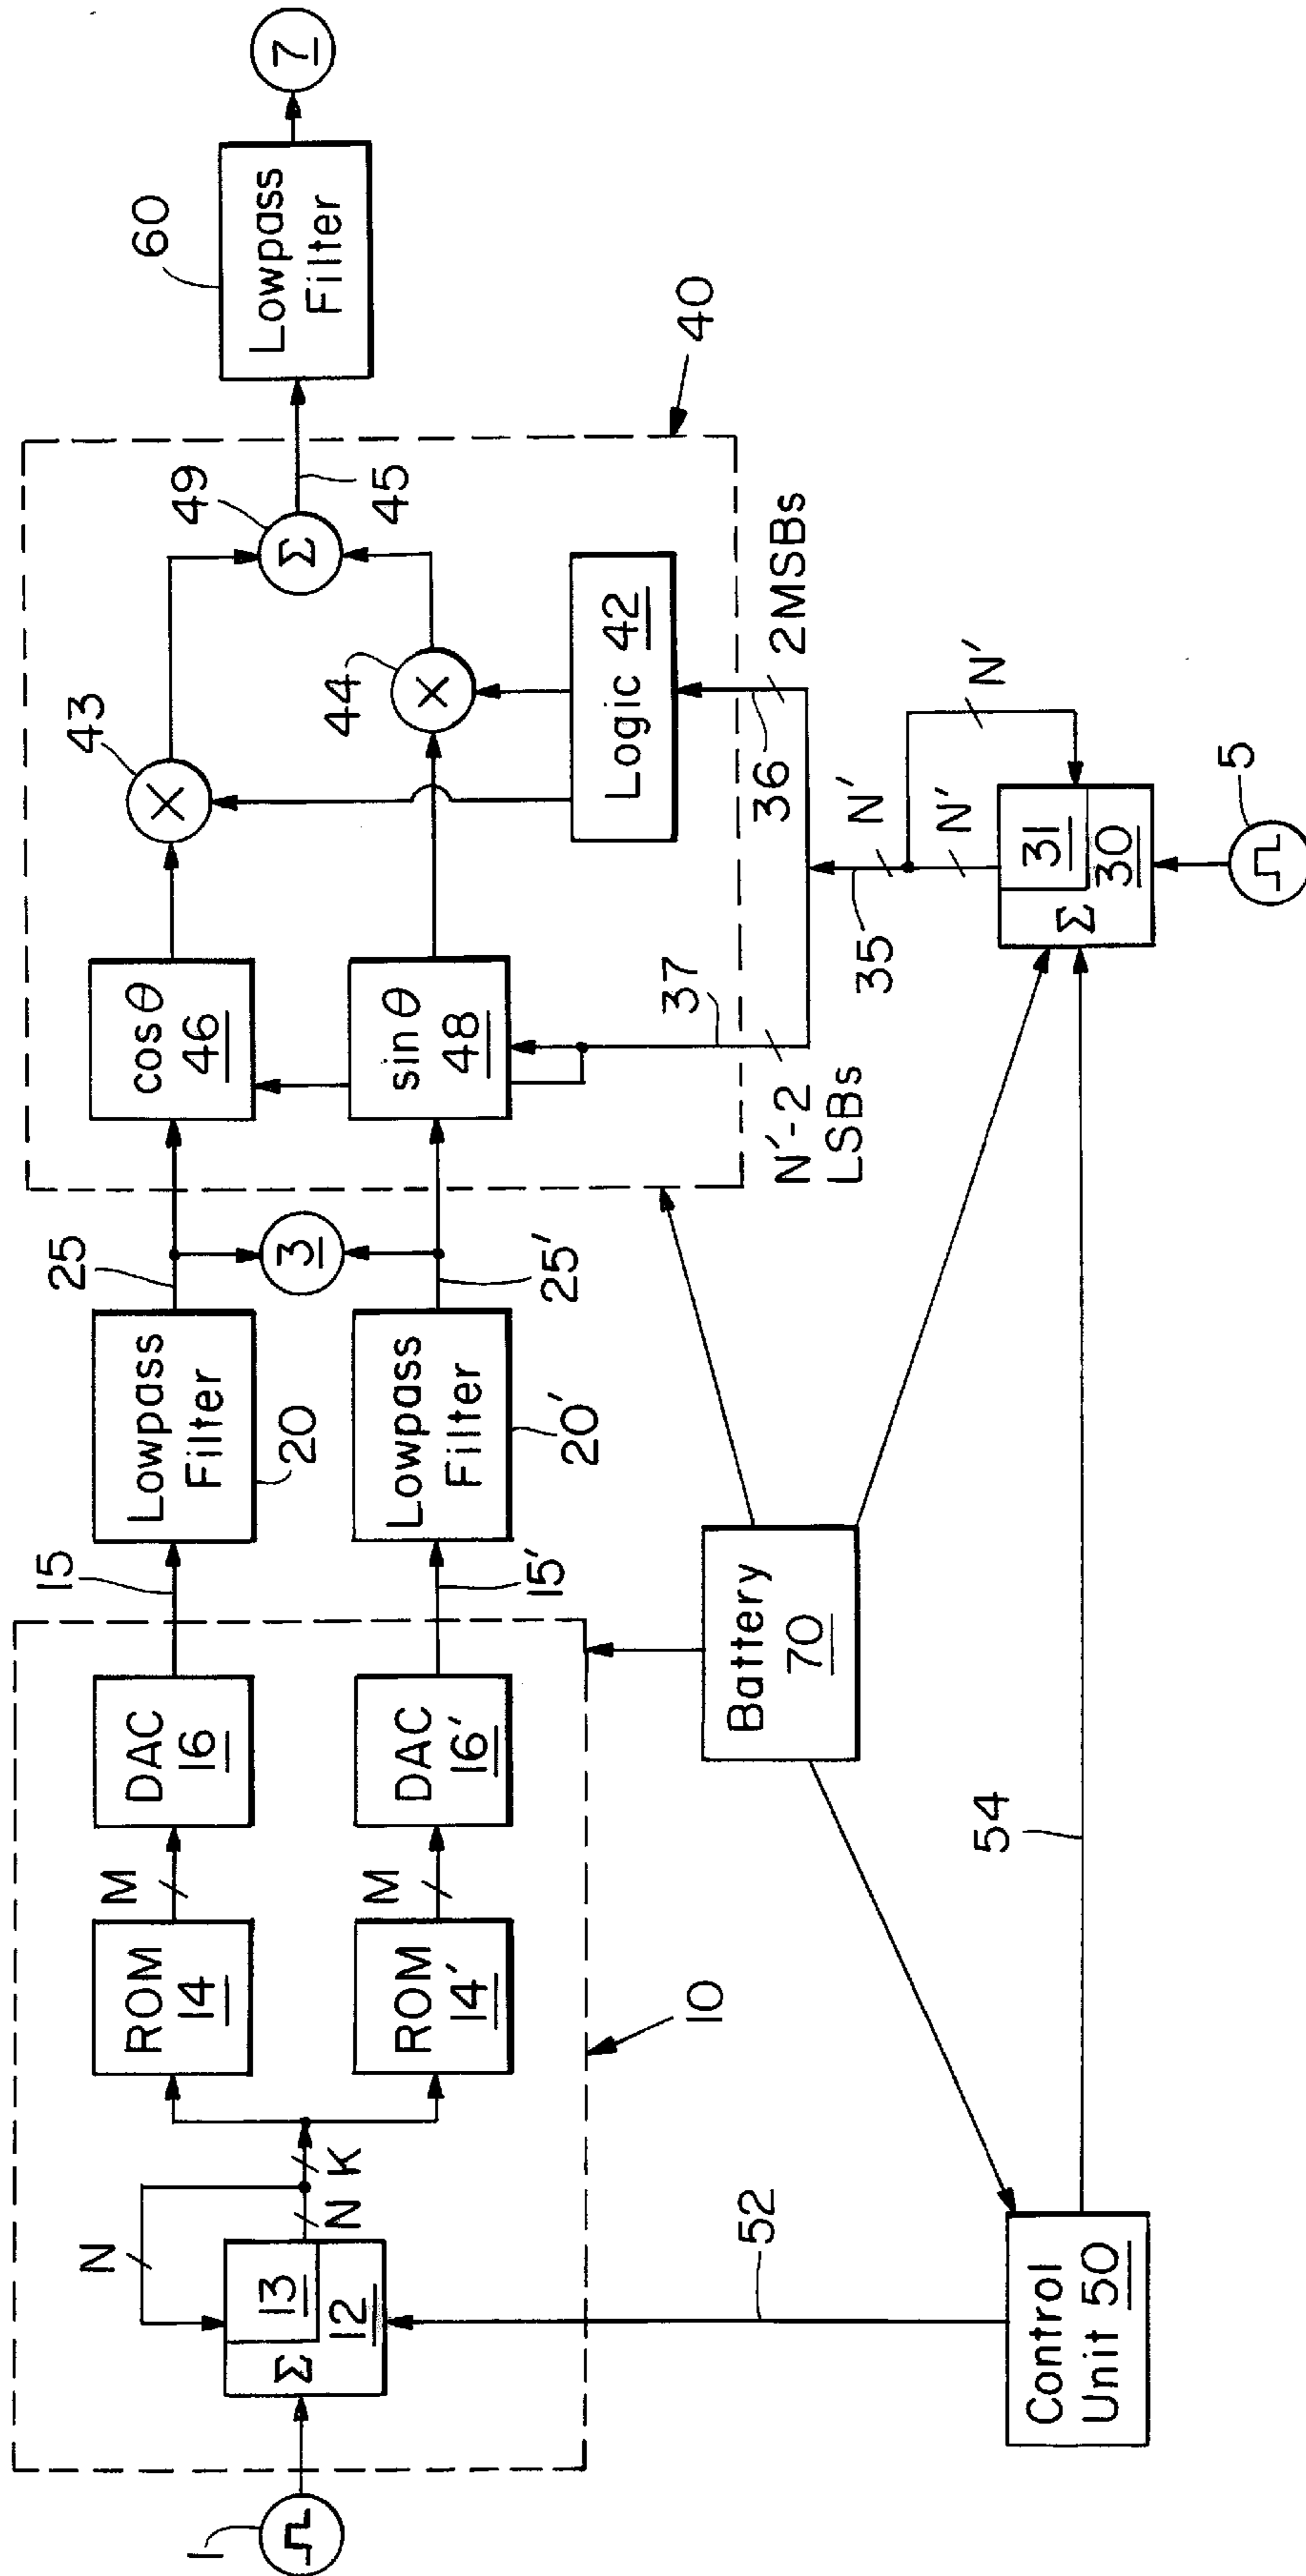 1
N
Σ
13
12
N
K
ROM
14
M
DAC
16
15
Lowpass
Filter
20
25
ROM
14′
M
DAC
16′
15′
Lowpass
Filter
20′
25′
3
10
cos θ
46
sin θ
48
43
×
44
×
49
Σ
45
Logic 42
40
60
Lowpass
Filter
7
37
N′-2
LSBs
36
2MSBs
35
N′
N′
N′
Σ
31
30
5
Battery
70
52
54
Control
Unit 50